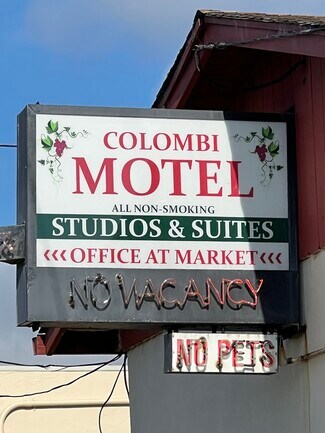 COLOMBI
MOTEL
ALL NON-SMOKING
STUDIOS & SUITES
‹‹‹OFFICE AT MARKET‹‹‹
NO VACANCY
NO PETS